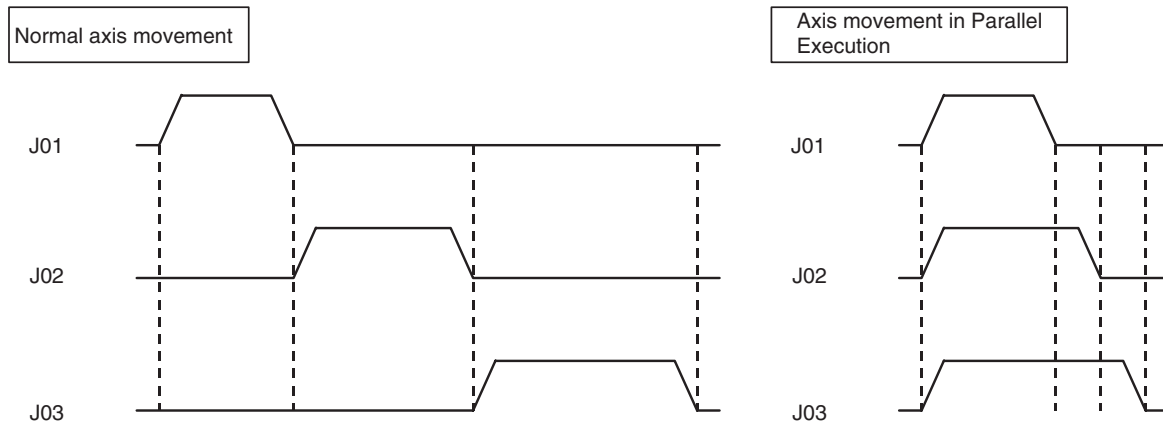 Normal axis movement
Axis movement in Parallel
Execution
J01
J01
J02
J02
J03
J03